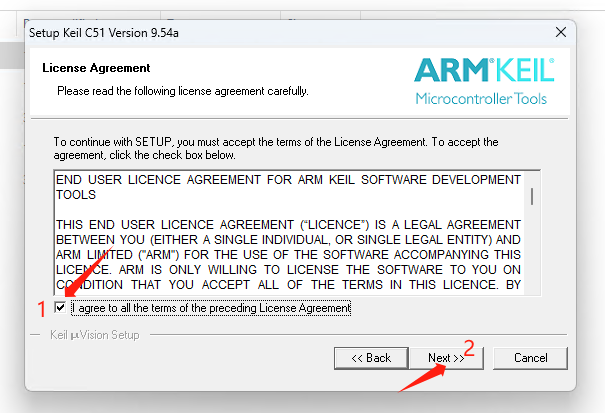 Setup Keil C51 Version 9.54a
License Agreement
Please read the following license agreement carefully.
ARM®KEIL®
Microcontroller Tools
To continue with SETUP, you must accept the terms of the License Agreement. To accept the
agreement, click the check box below.
END USER LICENCE AGREEMENT FOR ARM KEIL SOFTWARE DEVELOPMENT
TOOLS
THIS END USER LICENCE AGREEMENT (“LICENCE”) IS A LEGAL AGREEMENT
BETWEEN YOU (EITHER A SINGLE INDIVIDUAL, OR SINGLE LEGAL ENTITY) AND
ARM LIMITED ("ARM") FOR THE USE OF THE SOFTWARE ACCOMPANYING THIS
LICENCE. ARM IS ONLY WILLING TO LICENSE THE SOFTWARE TO YOU ON
CONDITION THAT YOU ACCEPT ALL OF THE TERMS IN THIS LICENCE. BY
1
I agree to all the terms of the preceding License Agreement
Keil µVision Setup
<< Back
Next >>
2
Cancel